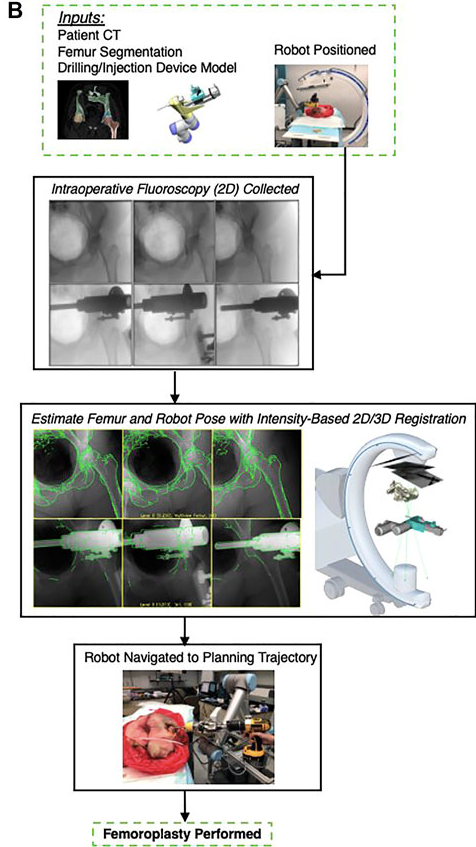 B
Inputs:
Patient CT
Femur Segmentation
Drilling/Injection Device Model
Robot Positioned
Intraoperative Fluoroscopy (2D) Collected
Estimate Femur and Robot Pose with Intensity-Based 2D/3D Registration
Robot Navigated to Planning Trajectory
Femoroplasty Performed